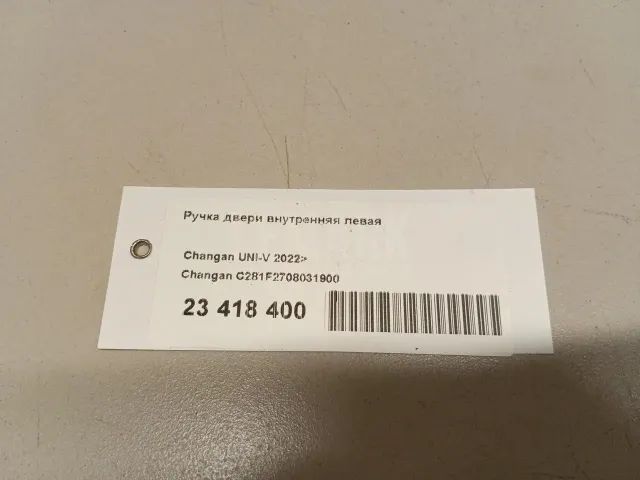 Ручка двери внутренняя левая
Changan UNI-V 2022>
Changan C281F2708031900
23 418 400